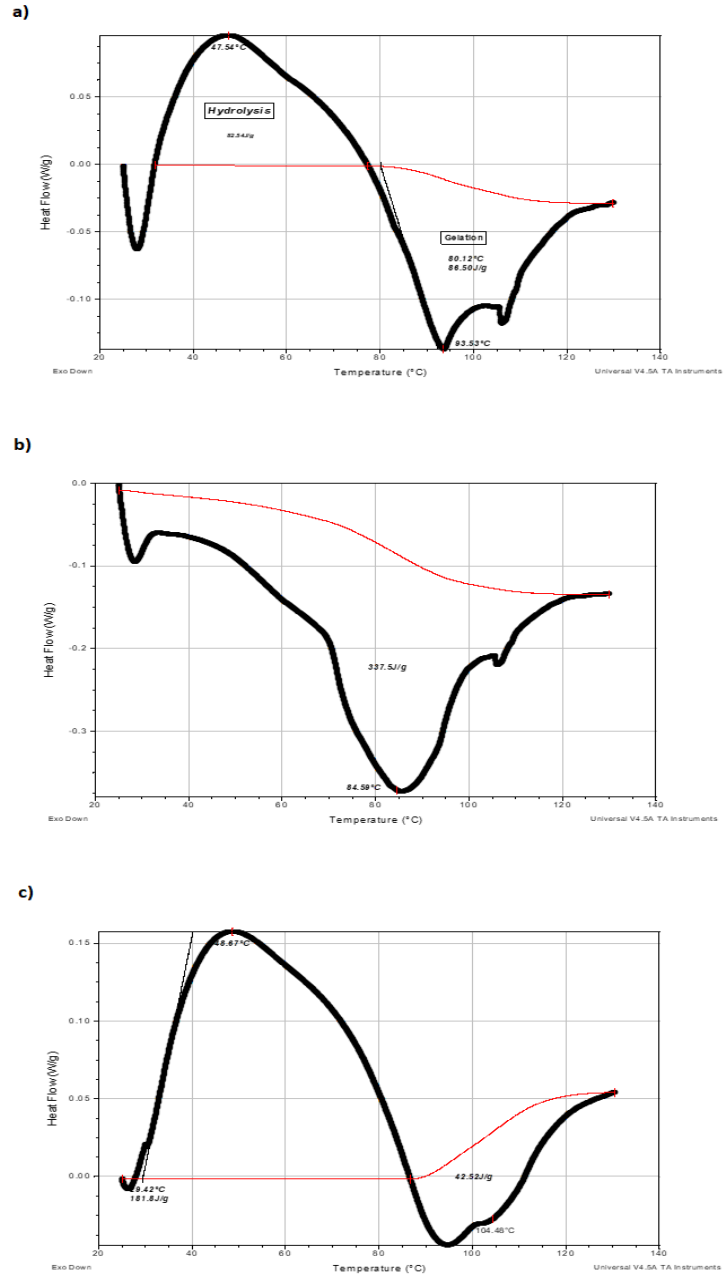 a)
47.54°C
Hydrolysis
82.54J/g
Gelation
80.12°C
86.50J/g
93.53°C
Heat Flow (W/g)
0.05
0.00
-0.05
-0.10
20 40 60 80 100 120 140
Exo Down
Temperature (°C)
Universal V4.5A TA Instruments
b)
337.5J/g
84.59°C
Heat Flow (W/g)
0.0
-0.1
-0.2
-0.3
20 40 60 80 100 120 140
Exo Down
Temperature (°C)
Universal V4.5A TA Instruments
c)
48.67°C
29.42°C
181.8J/g
42.52J/g
104.48°C
Heat Flow (W/g)
0.15
0.10
0.05
0.00
20 40 60 80 100 120 140
Exo Down
Temperature (°C)
Universal V4.5A TA Instruments